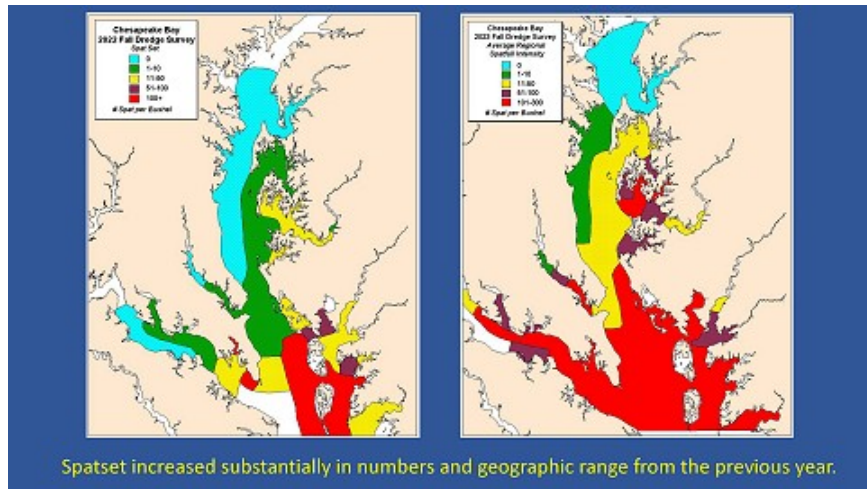 Chesapeake Bay
2022 Fall Dredge Survey
Spat Set
0
1-10
11-50
51-100
100+
# Spat per Bushel
Chesapeake Bay
2023 Fall Dredge Survey
Average Regional
Spatfall Intensity
0
1-10
11-50
51-100
101-300
# Spat per Bushel
Spatset increased substantially in numbers and geographic range from the previous year.